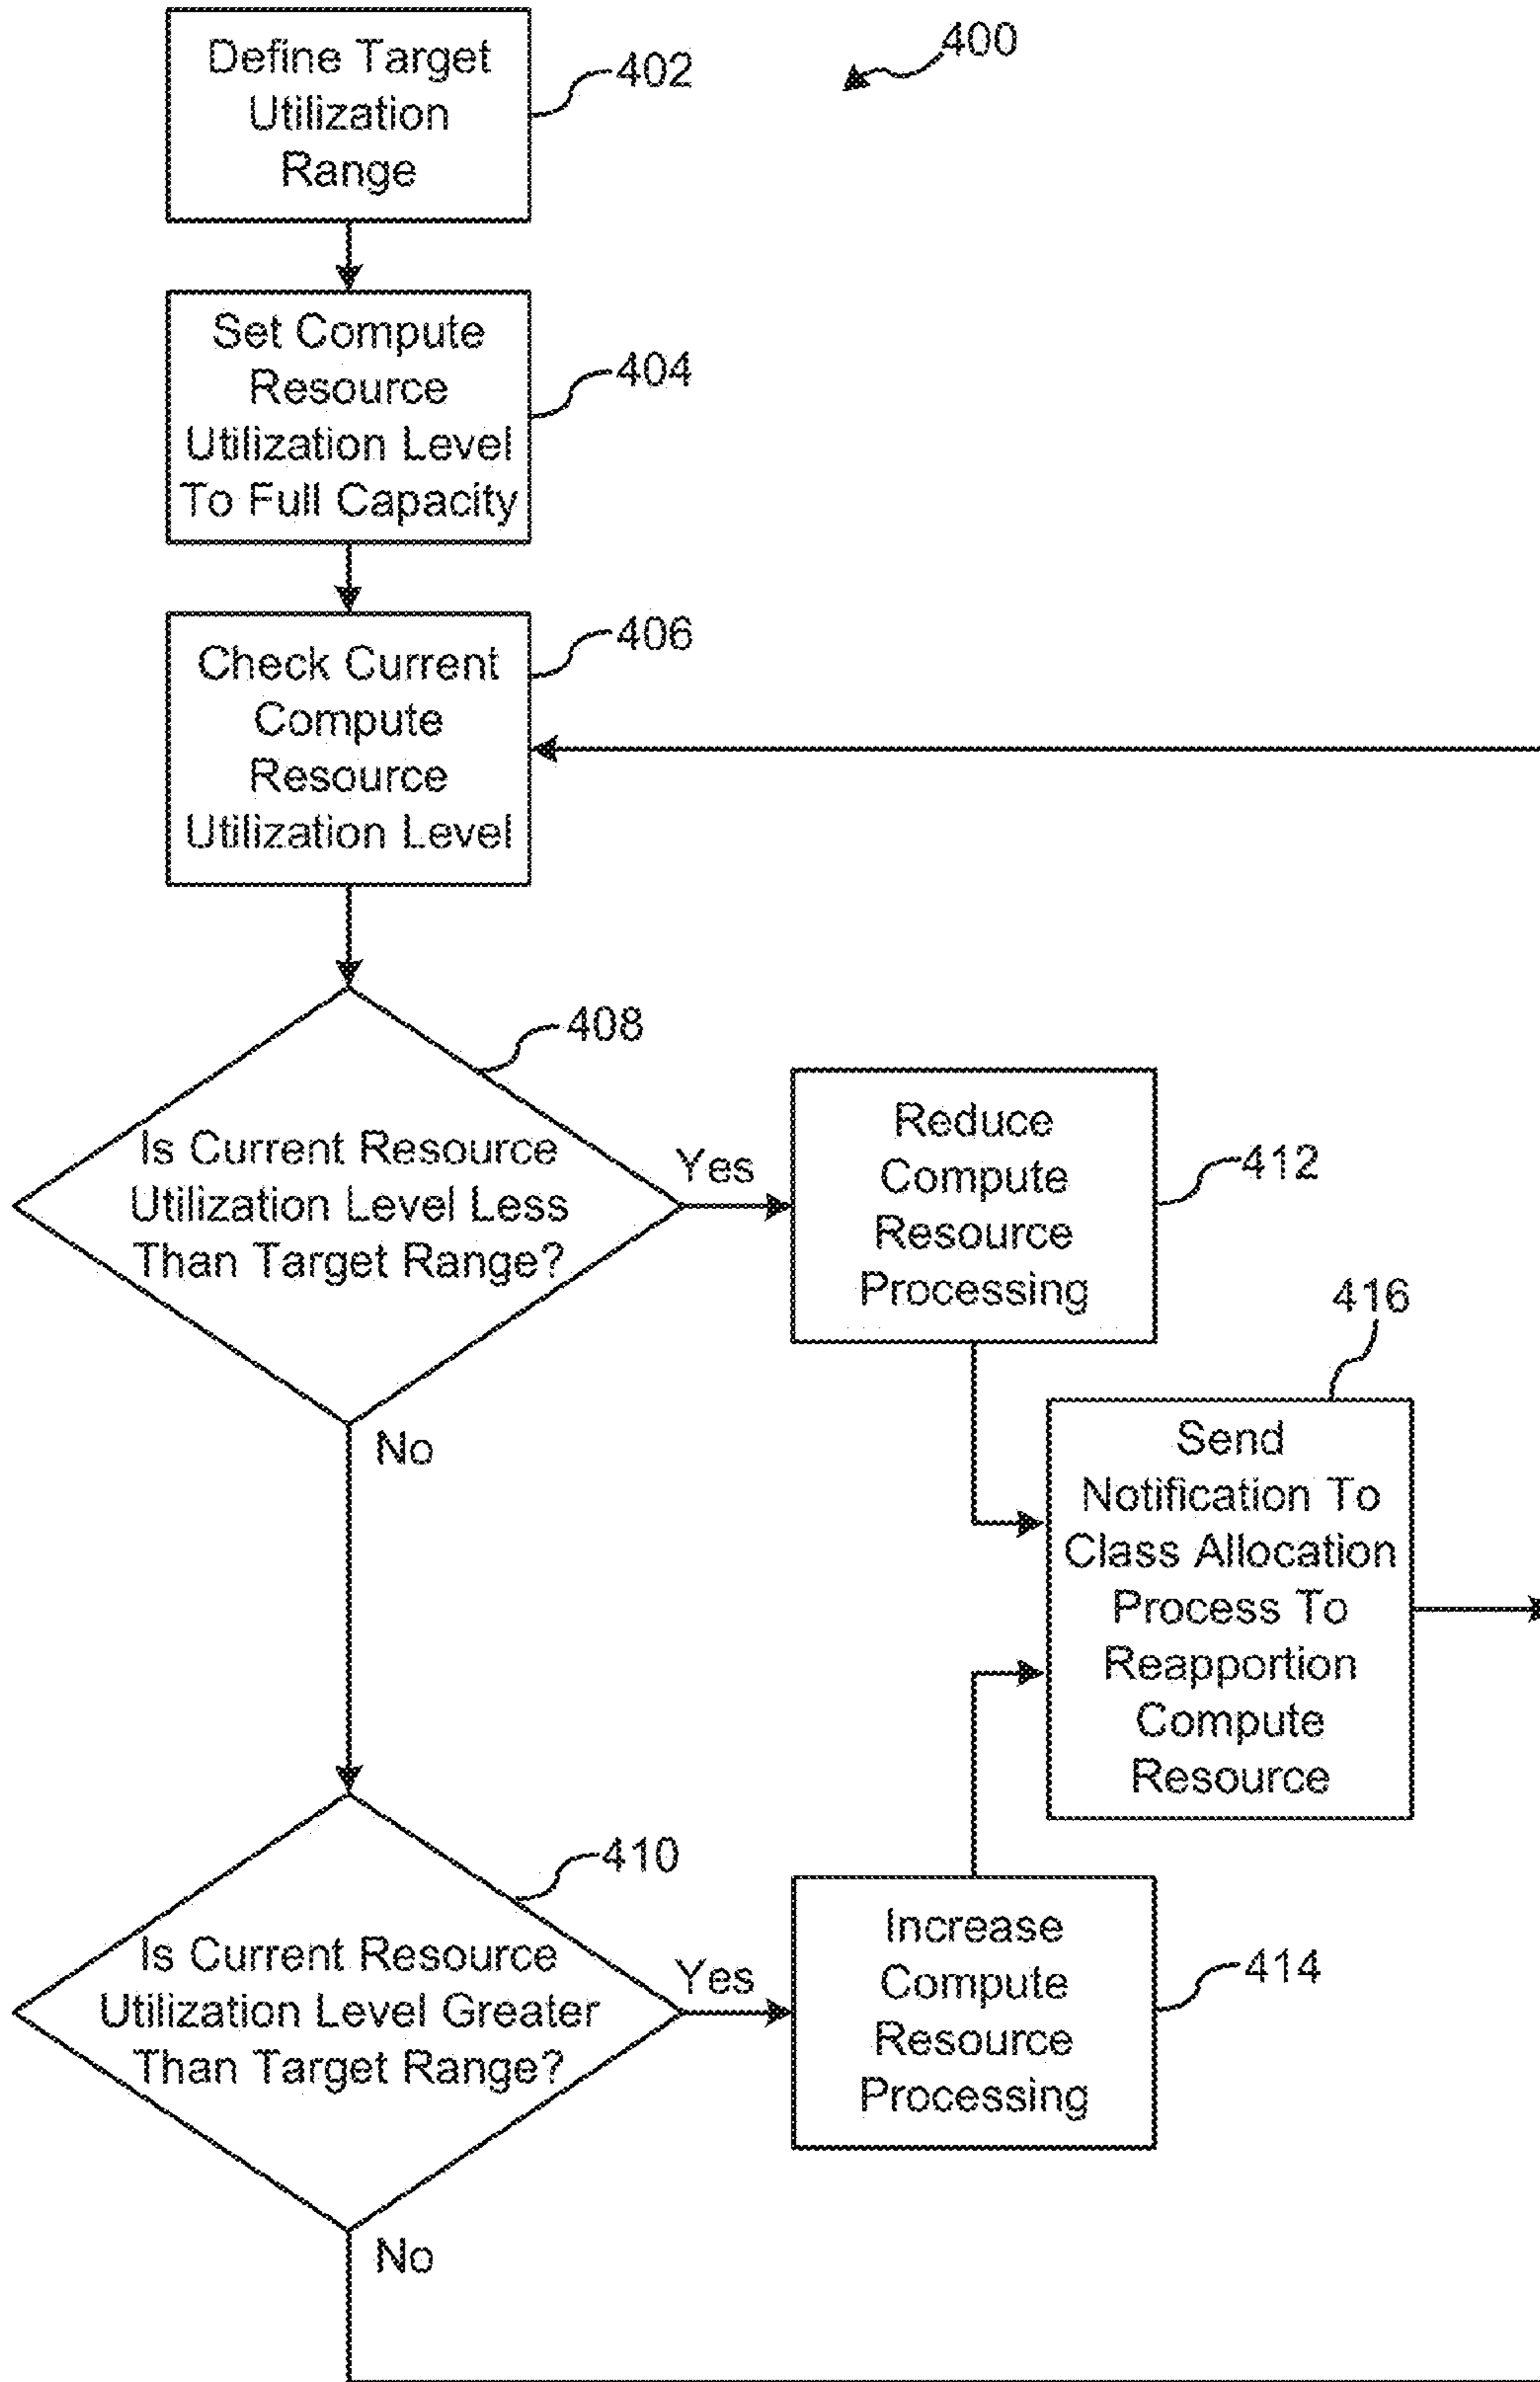 400
Define Target
Utilization
Range
402
Set Compute
Resource
Utilization Level
To Full Capacity
404
Check Current
Compute
Resource
Utilization Level
406
Is Current Resource
Utilization Level Less
Than Target Range?
408
Yes
No
Reduce
Compute
Resource
Processing
412
Send
Notification To
Class Allocation
Process To
Reapportion
Compute
Resource
416
Is Current Resource
Utilization Level Greater
Than Target Range?
410
Yes
No
Increase
Compute
Resource
Processing
414